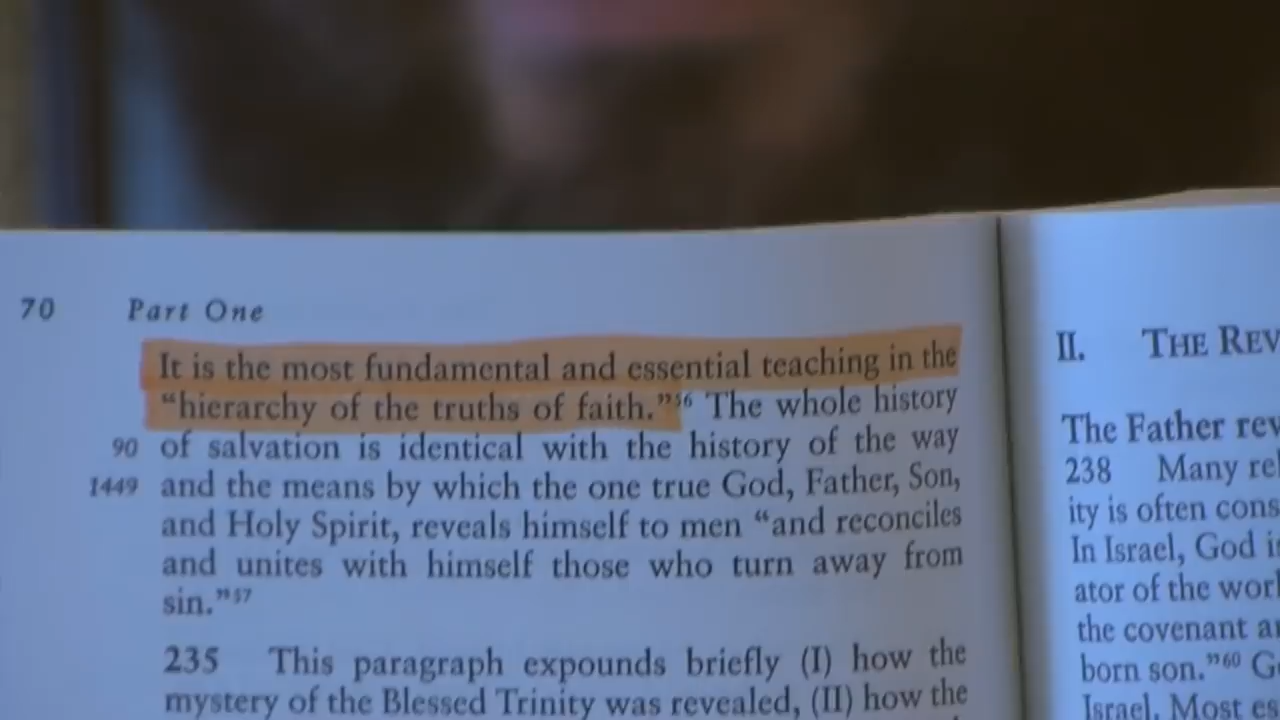 70 Part One
It is the most fundamental and essential teaching in the
“hierarchy of the truths of faith.”56 The whole history
90 of salvation is identical with the history of the way
1449 and the means by which the one true God, Father, Son,
and Holy Spirit, reveals himself to men “and reconciles
and unites with himself those who turn away from
sin.”57
235 This paragraph expounds briefly (I) how the
mystery of the Blessed Trinity was revealed, (II) how the
II. THE REV
The Father rev
238 Many rel
ity is often cons
In Israel, God i
ator of the worl
the covenant a
born son.”60 G
Israel. Most es